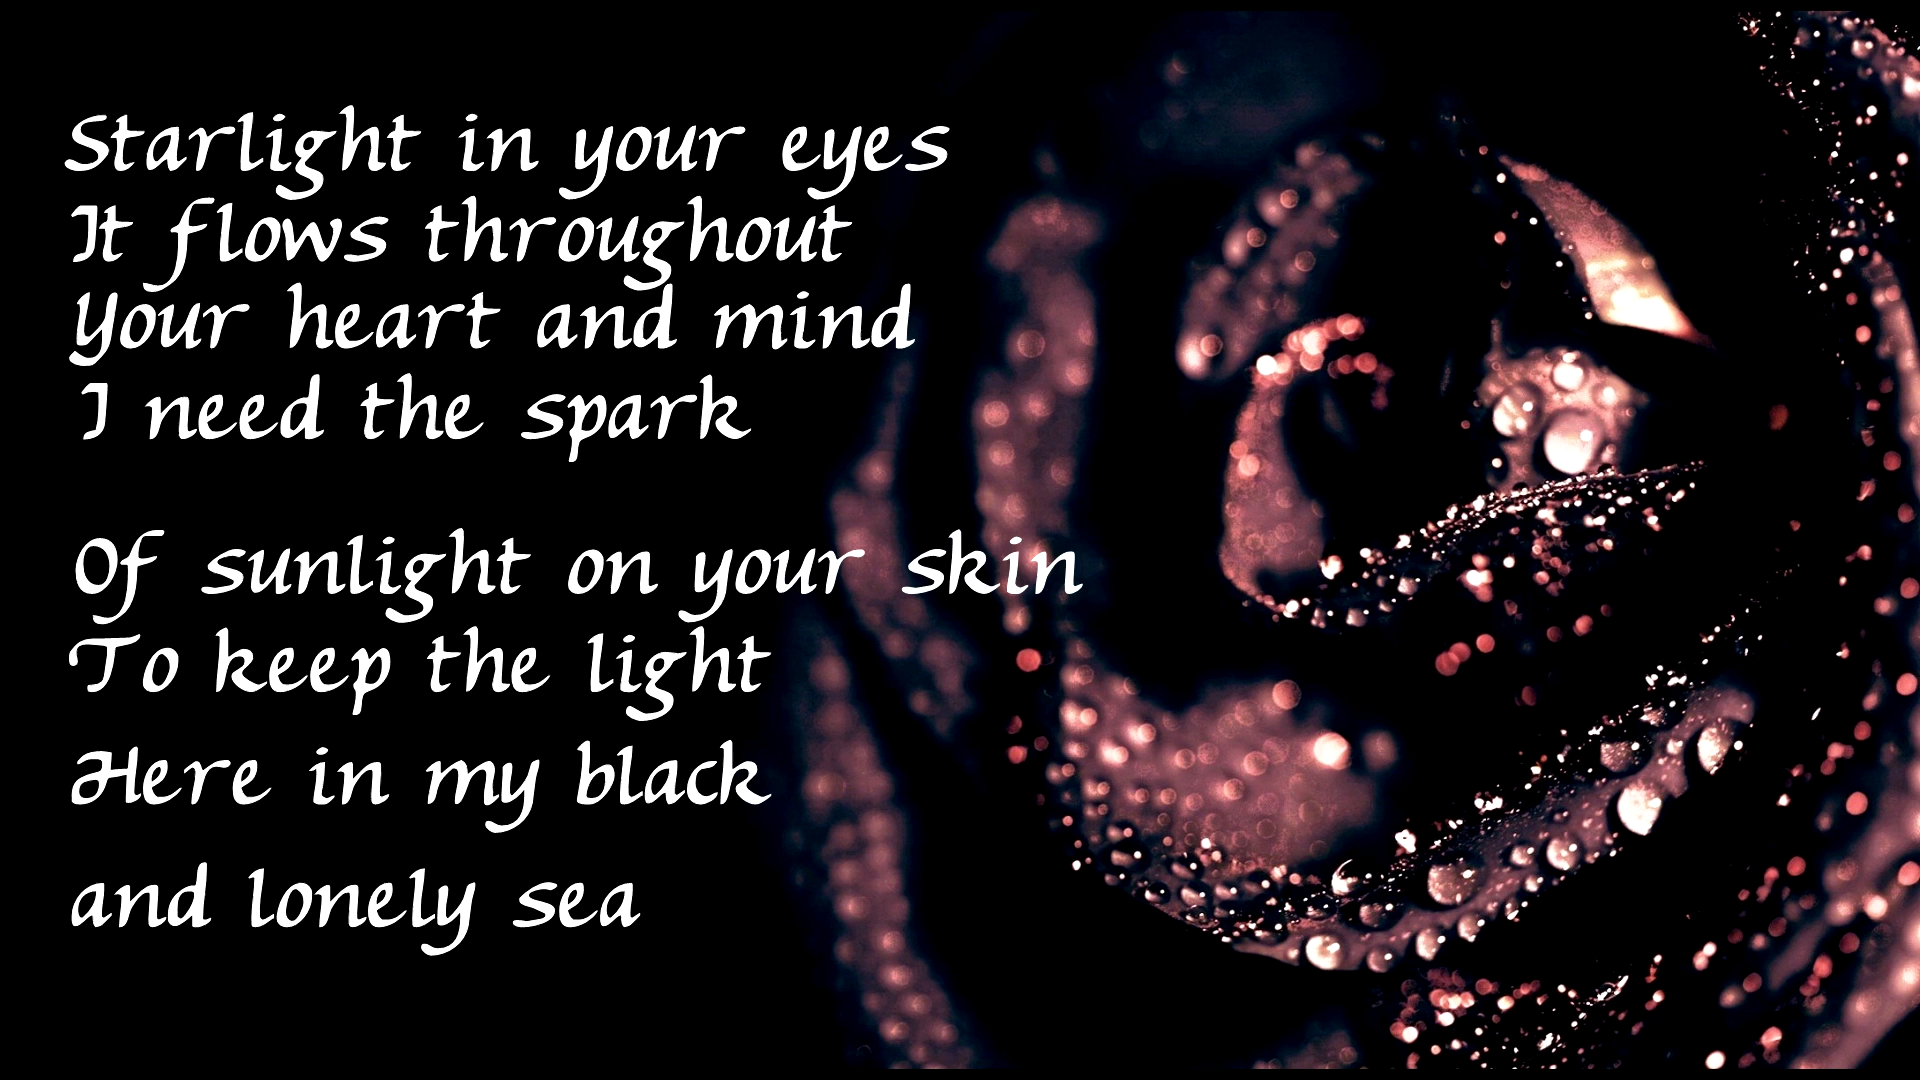 Starlight in your eyes
It flows throughout
Your heart and mind
I need the spark
Of sunlight on your skin
To keep the light
Here in my black
and lonely sea